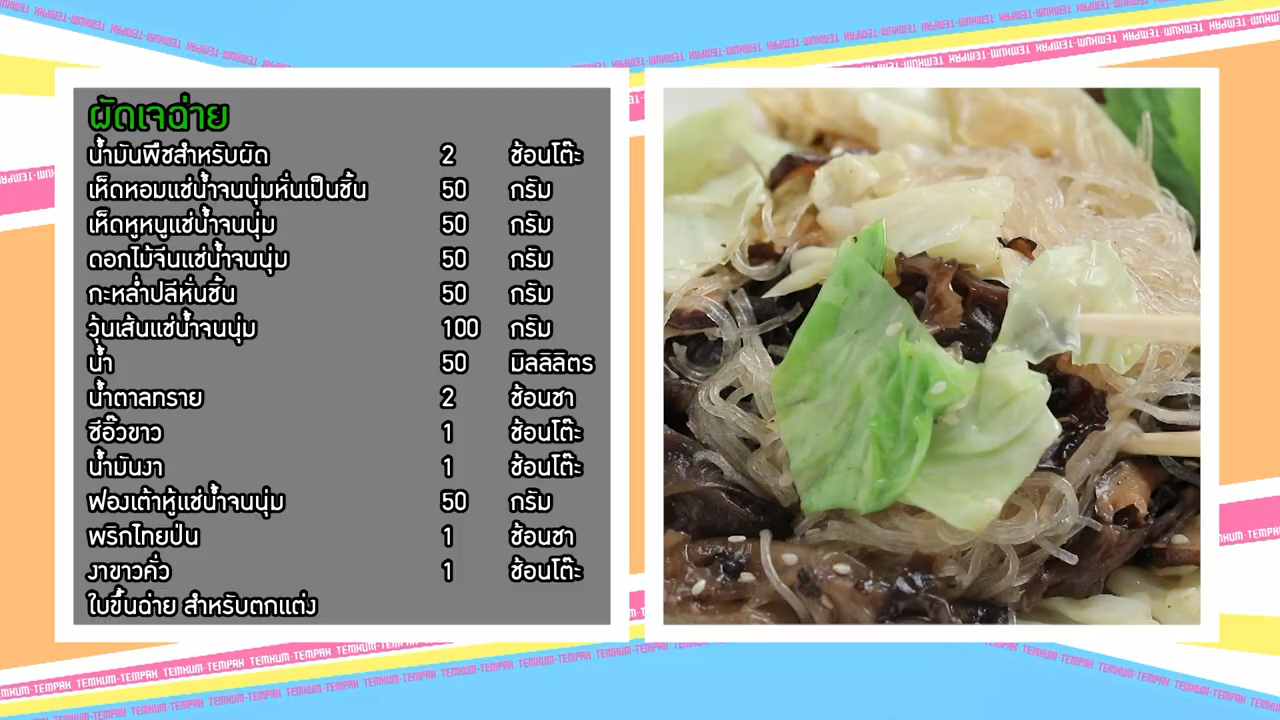 ผัดเจฉ่าย
น้ำมันพืชสำหรับผัด 2 ช้อนโต๊ะ
เห็ดหอมแช่น้ำจนนุ่มหั่นเป็นชิ้น 50 กรัม
เห็ดหูหนูแช่น้ำจนนุ่ม 50 กรัม
ดอกไม้จีนแช่น้ำจนนุ่ม 50 กรัม
กะหล่ำปลีหั่นชิ้น 50 กรัม
วุ้นเส้นแช่น้ำจนนุ่ม 100 กรัม
น้ำ 50 มิลลิลิตร
น้ำตาลทราย 2 ช้อนชา
ซีอิ๊วขาว 1 ช้อนโต๊ะ
น้ำมันงา 1 ช้อนโต๊ะ
ฟองเต้าหู้แช่น้ำจนนุ่ม 50 กรัม
พริกไทยป่น 1 ช้อนชา
งาขาวคั่ว 1 ช้อนโต๊ะ
ใบขึ้นฉ่าย สำหรับตกแต่ง
TEMHUM-TEMPAK TEMHUM-TEMPAK TEMHUM-TEMPAK TEMHUM-TEMPAK